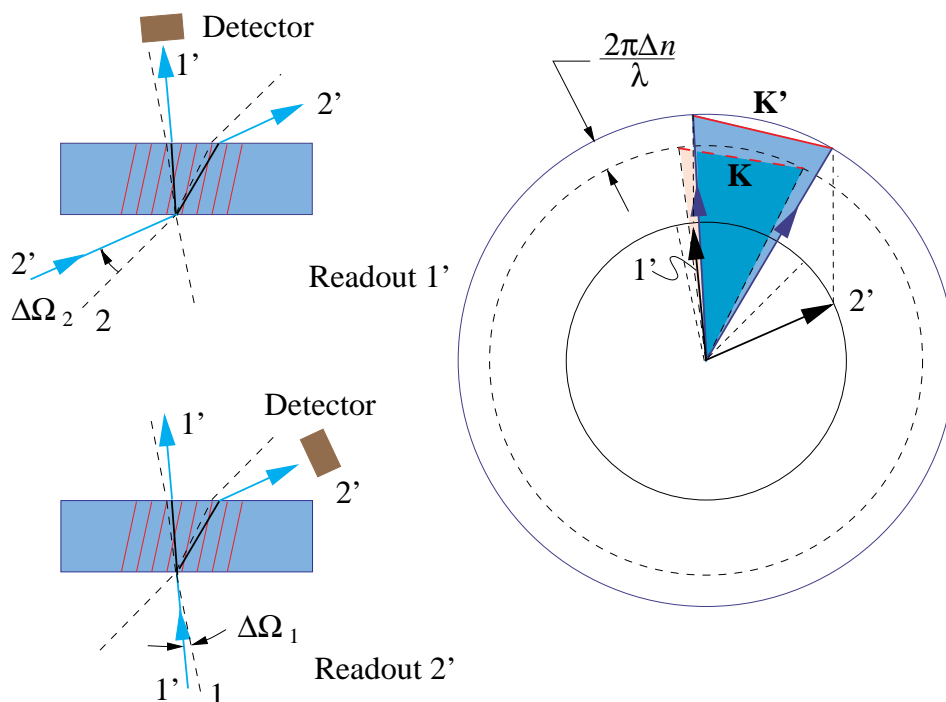 Detector
1’
2’
2’
ΔΩ 2
2
Readout 1’
Detector
1’
2’
ΔΩ 1
1’
1
Readout 2’
2πΔn
λ
K’
K
1’
2’